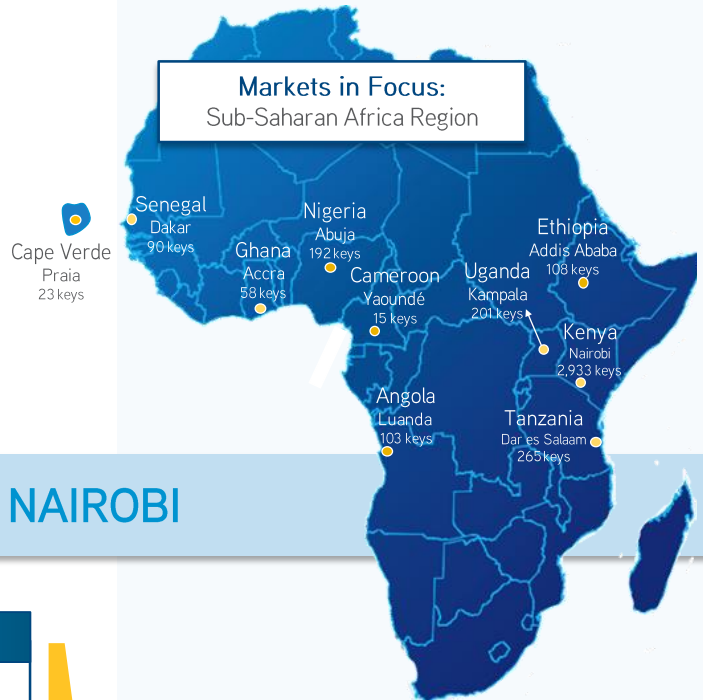 Markets in Focus:
Sub-Saharan Africa Region
Senegal
Dakar
90 keys
Cape Verde
Praia
23 keys
Nigeria
Abuja
192 keys
Ghana
Accra
58 keys
Cameroon
Yaoundé
15 keys
Ethiopia
Addis Ababa
108 keys
Uganda
Kampala
201 keys
Kenya
Nairobi
2,933 keys
Angola
Luanda
103 keys
Tanzania
Dar es Salaam
265 keys
NAIROBI